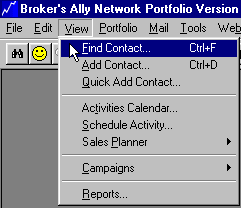 Broker's Ally Network Portfolio Version
File Edit View Portfolio Mail Tools Web
Find Contact... Ctrl+F
Add Contact... Ctrl+D
Quick Add Contact...
Activities Calendar...
Schedule Activity...
Sales Planner
Campaigns
Reports...